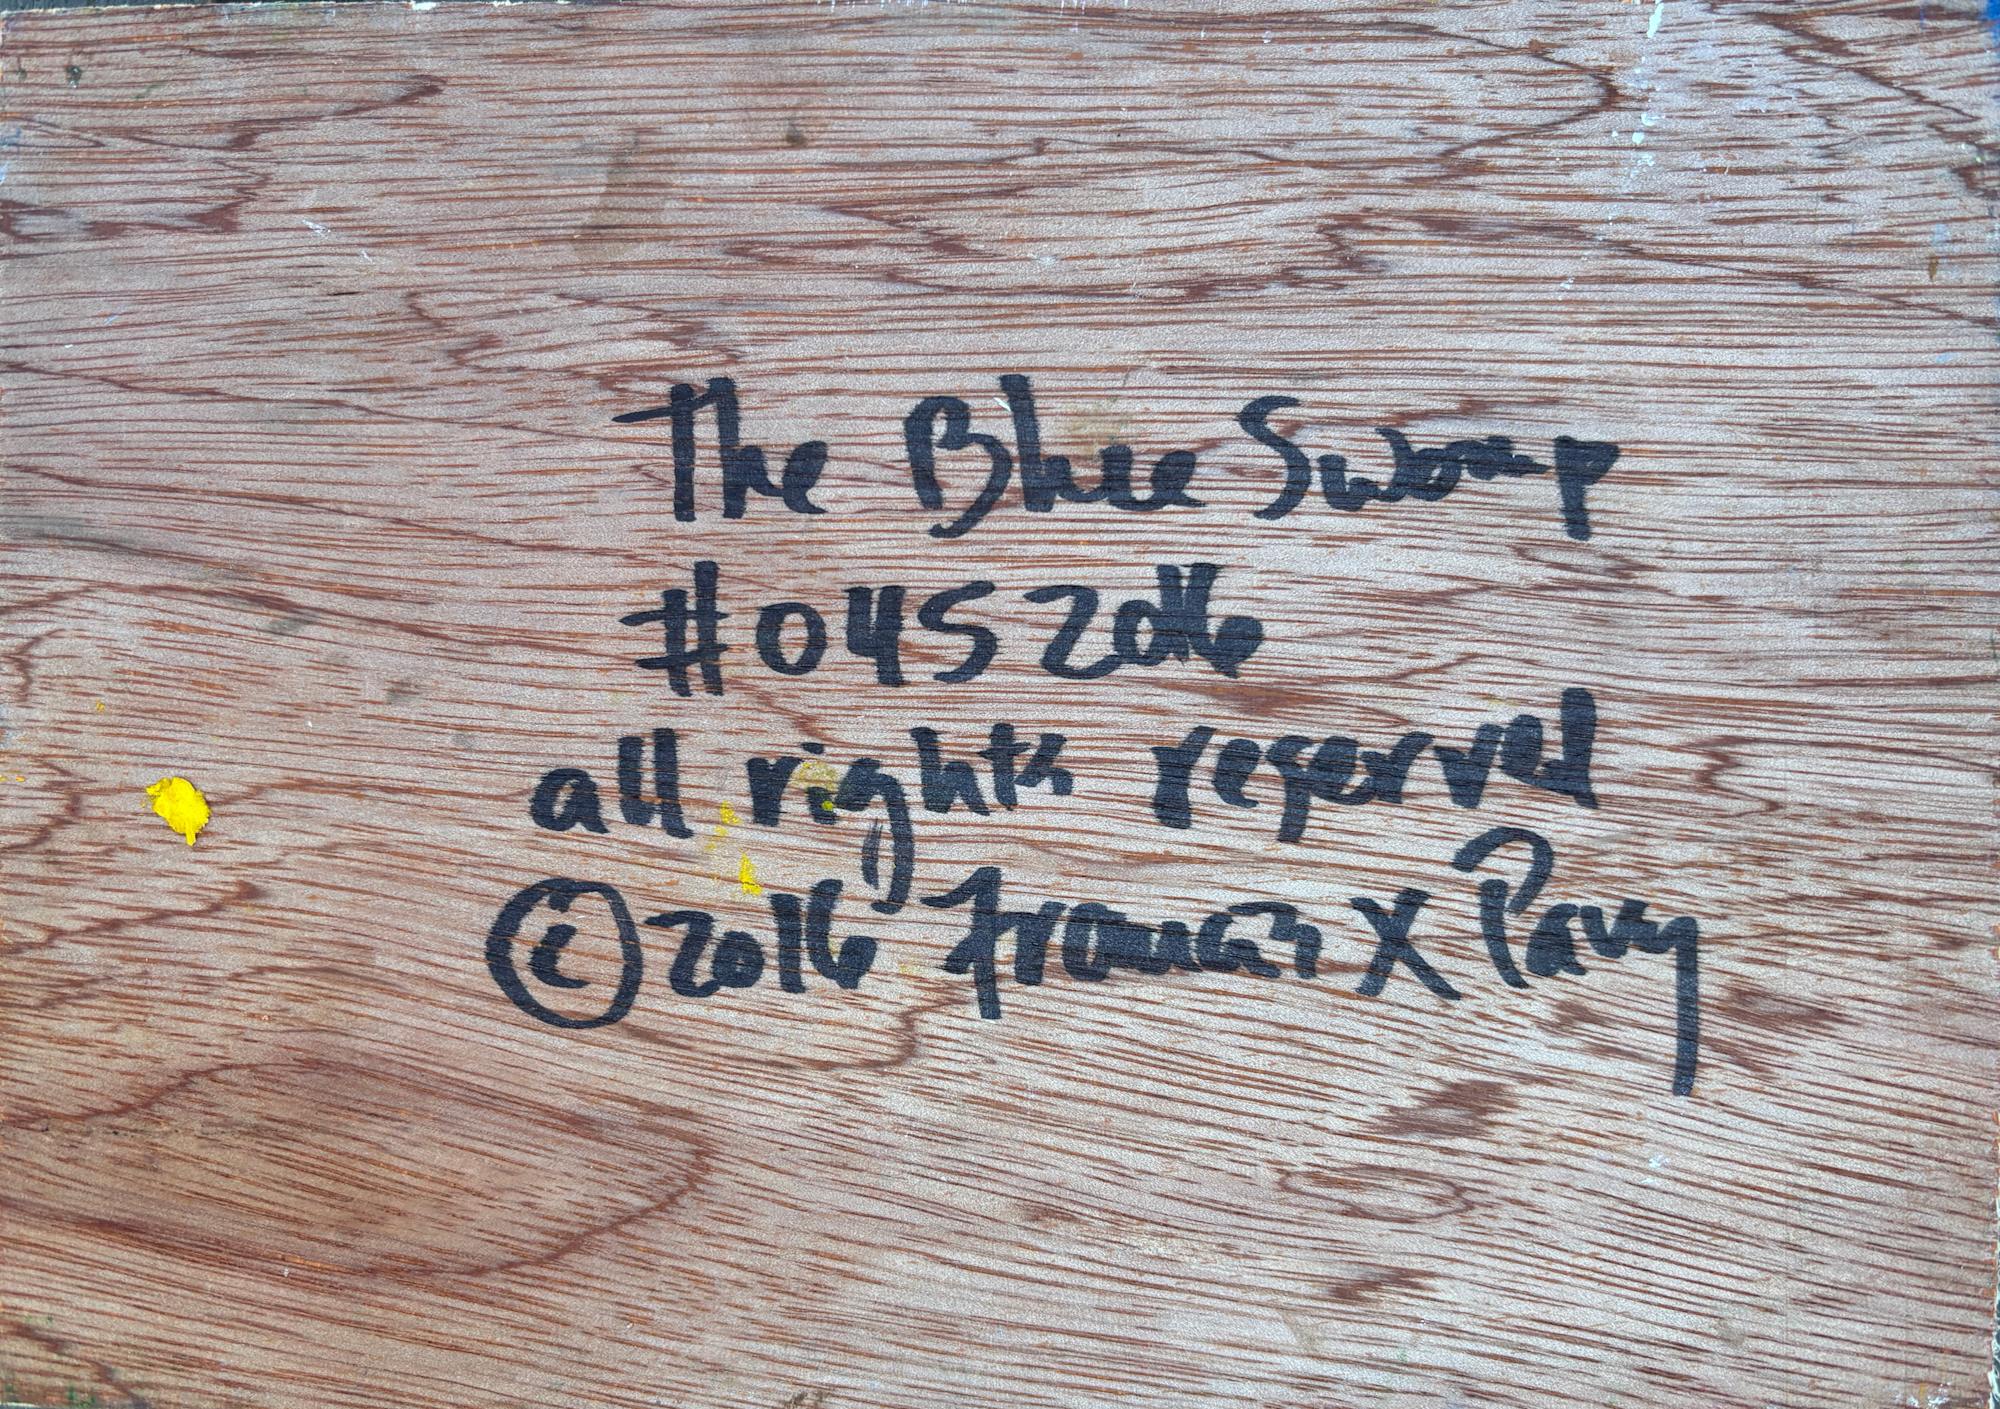 The Blue Swamp
#045 2016
all rights reserved
© 2016 Francis X Pavy